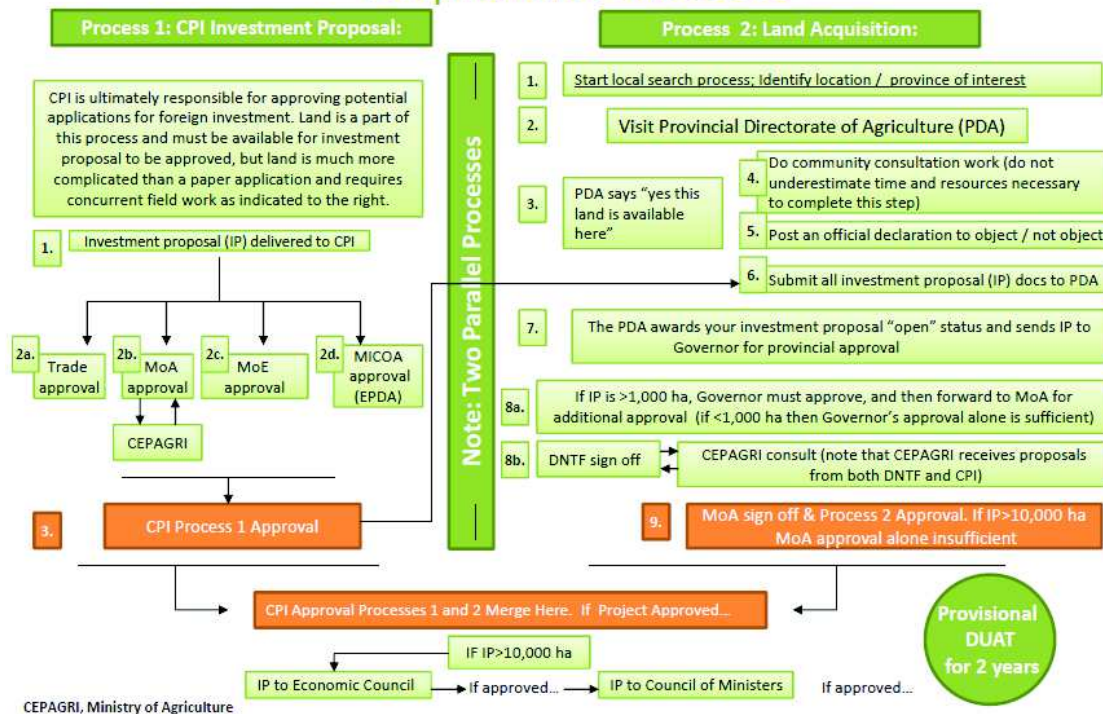 Process 1: CPI Investment Proposal:
CPI is ultimately responsible for approving potential
applications for foreign investment. Land is a part
of this process and must be available for investment
proposal to be approved, but land is much more
complicated than a paper application and requires
concurrent field work as indicated to the right.
1.
Investment proposal (IP) delivered to CPI
2a.
Trade
approval
2b.
MoA
approval
2c.
MoE
approval
2d.
MICOA
approval
(EPDA)
CEPAGRI
3.
CPI Process 1 Approval
Note: Two Parallel Processes
Process 2: Land Acquisition:
1.
Start local search process; Identify location / province of interest
2.
Visit Provincial Directorate of Agriculture (PDA)
3.
PDA says “yes this
land is available
here”
4.
Do community consultation work (do not
underestimate time and resources necessary
to complete this step)
5.
Post an official declaration to object / not object
6.
Submit all investment proposal (IP) docs to PDA
7.
The PDA awards your investment proposal “open” status and sends IP to
Governor for provincial approval
8a.
If IP is >1,000 ha, Governor must approve, and then forward to MoA for
additional approval (if <1,000 ha then Governor’s approval alone is sufficient)
8b.
DNTF sign off
CEPAGRI consult (note that CEPAGRI receives proposals
from both DNTF and CPI)
9.
MoA sign off & Process 2 Approval. If IP>10,000 ha
MoA approval alone insufficient
CPI Approval Processes 1 and 2 Merge Here. If Project Approved…
IF IP>10,000 ha
IP to Economic Council
If approved…
IP to Council of Ministers
If approved…
Provisional
DUAT
for 2 years
CEPAGRI, Ministry of Agriculture